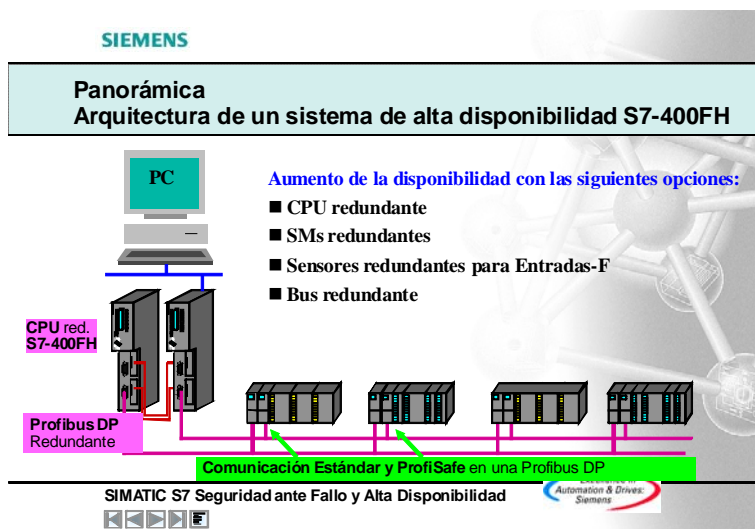 SIEMENS
Panorámica
Arquitectura de un sistema de alta disponibilidad S7-400FH
PC
Aumento de la disponibilidad con las siguientes opciones:
■ CPU redundante
■ SMs redundantes
■ Sensores redundantes para Entradas-F
■ Bus redundante
CPU red.
S7-400FH
Profibus DP
Redundante
Comunicación Estándar y ProfiSafe en una Profibus DP
SIMATIC S7 Seguridad ante Fallo y Alta Disponibilidad
Automation & Drives:
Siemens